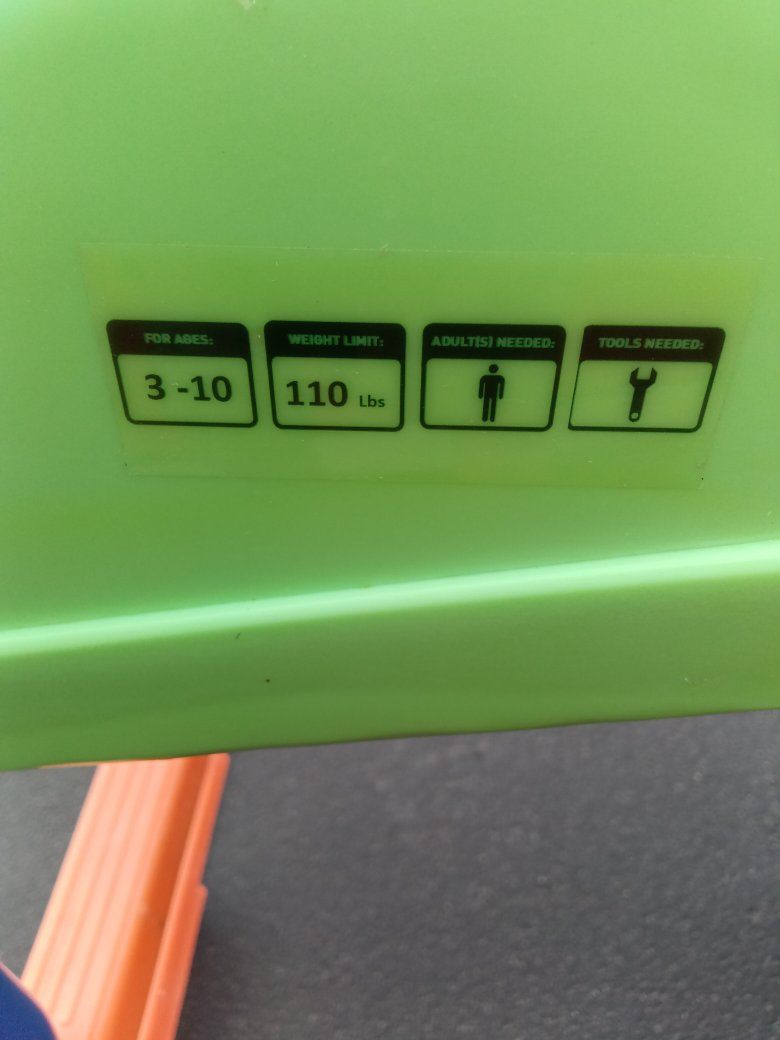 FOR AGES:
3 -10
WEIGHT LIMIT:
110 Lbs
ADULT(S) NEEDED:
TOOLS NEEDED: